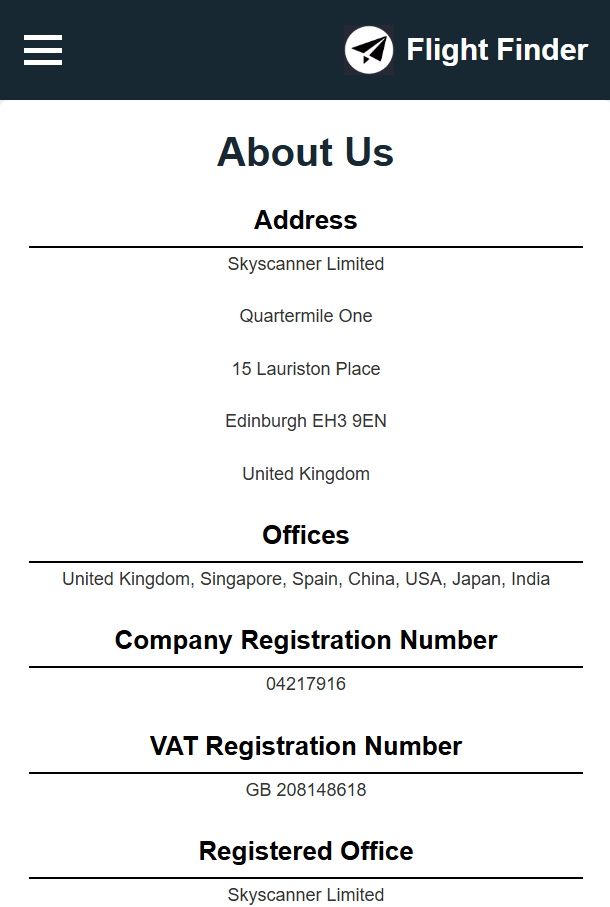 Flight Finder
About Us
Address
Skyscanner Limited
Quartermile One
15 Lauriston Place
Edinburgh EH3 9EN
United Kingdom
Offices
United Kingdom, Singapore, Spain, China, USA, Japan, India
Company Registration Number
04217916
VAT Registration Number
GB 208148618
Registered Office
Skyscanner Limited